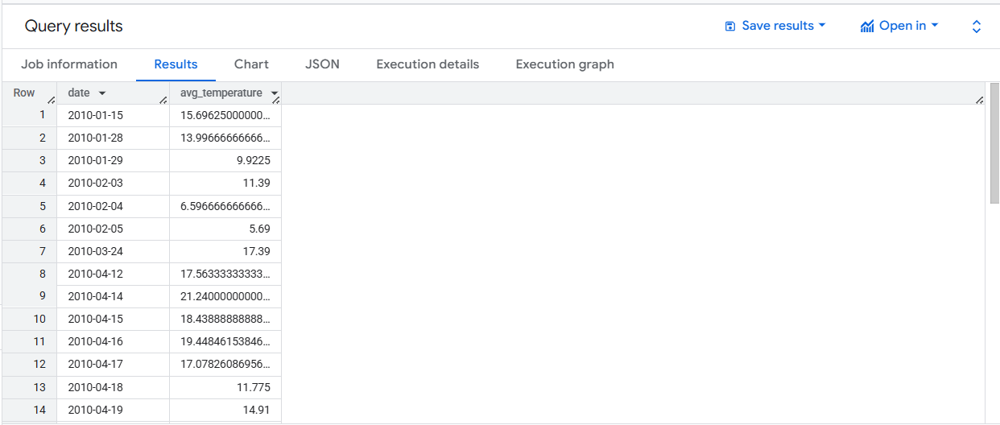 Query results Save results Open in
Job information Results Chart JSON Execution details Execution graph
Row date avg_temperature
1 2010-01-15 15.69625000000...
2 2010-01-28 13.99666666666...
3 2010-01-29 9.9225
4 2010-02-03 11.39
5 2010-02-04 6.596666666666...
6 2010-02-05 5.69
7 2010-03-24 17.39
8 2010-04-12 17.56333333333...
9 2010-04-14 21.24000000000...
10 2010-04-15 18.43888888888...
11 2010-04-16 19.44846153846...
12 2010-04-17 17.07826086956...
13 2010-04-18 11.775
14 2010-04-19 14.91